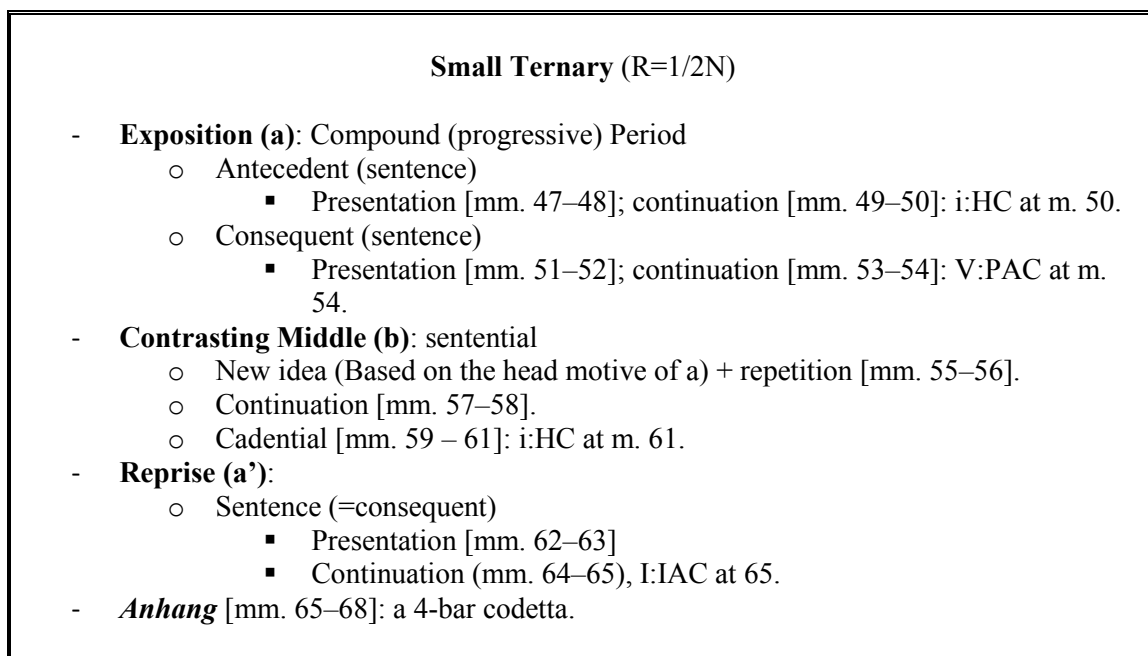 Small Ternary (R=1/2N)
- Exposition (a): Compound (progressive) Period
o Antecedent (sentence)
▪ Presentation [mm. 47–48]; continuation [mm. 49–50]: i:HC at m. 50.
o Consequent (sentence)
▪ Presentation [mm. 51–52]; continuation [mm. 53–54]: V:PAC at m.
54.
- Contrasting Middle (b): sentential
o New idea (Based on the head motive of a) + repetition [mm. 55–56].
o Continuation [mm. 57–58].
o Cadential [mm. 59 – 61]: i:HC at m. 61.
- Reprise (a’):
o Sentence (=consequent)
▪ Presentation [mm. 62–63]
▪ Continuation (mm. 64–65), I:IAC at 65.
- Anhang [mm. 65–68]: a 4-bar codetta.